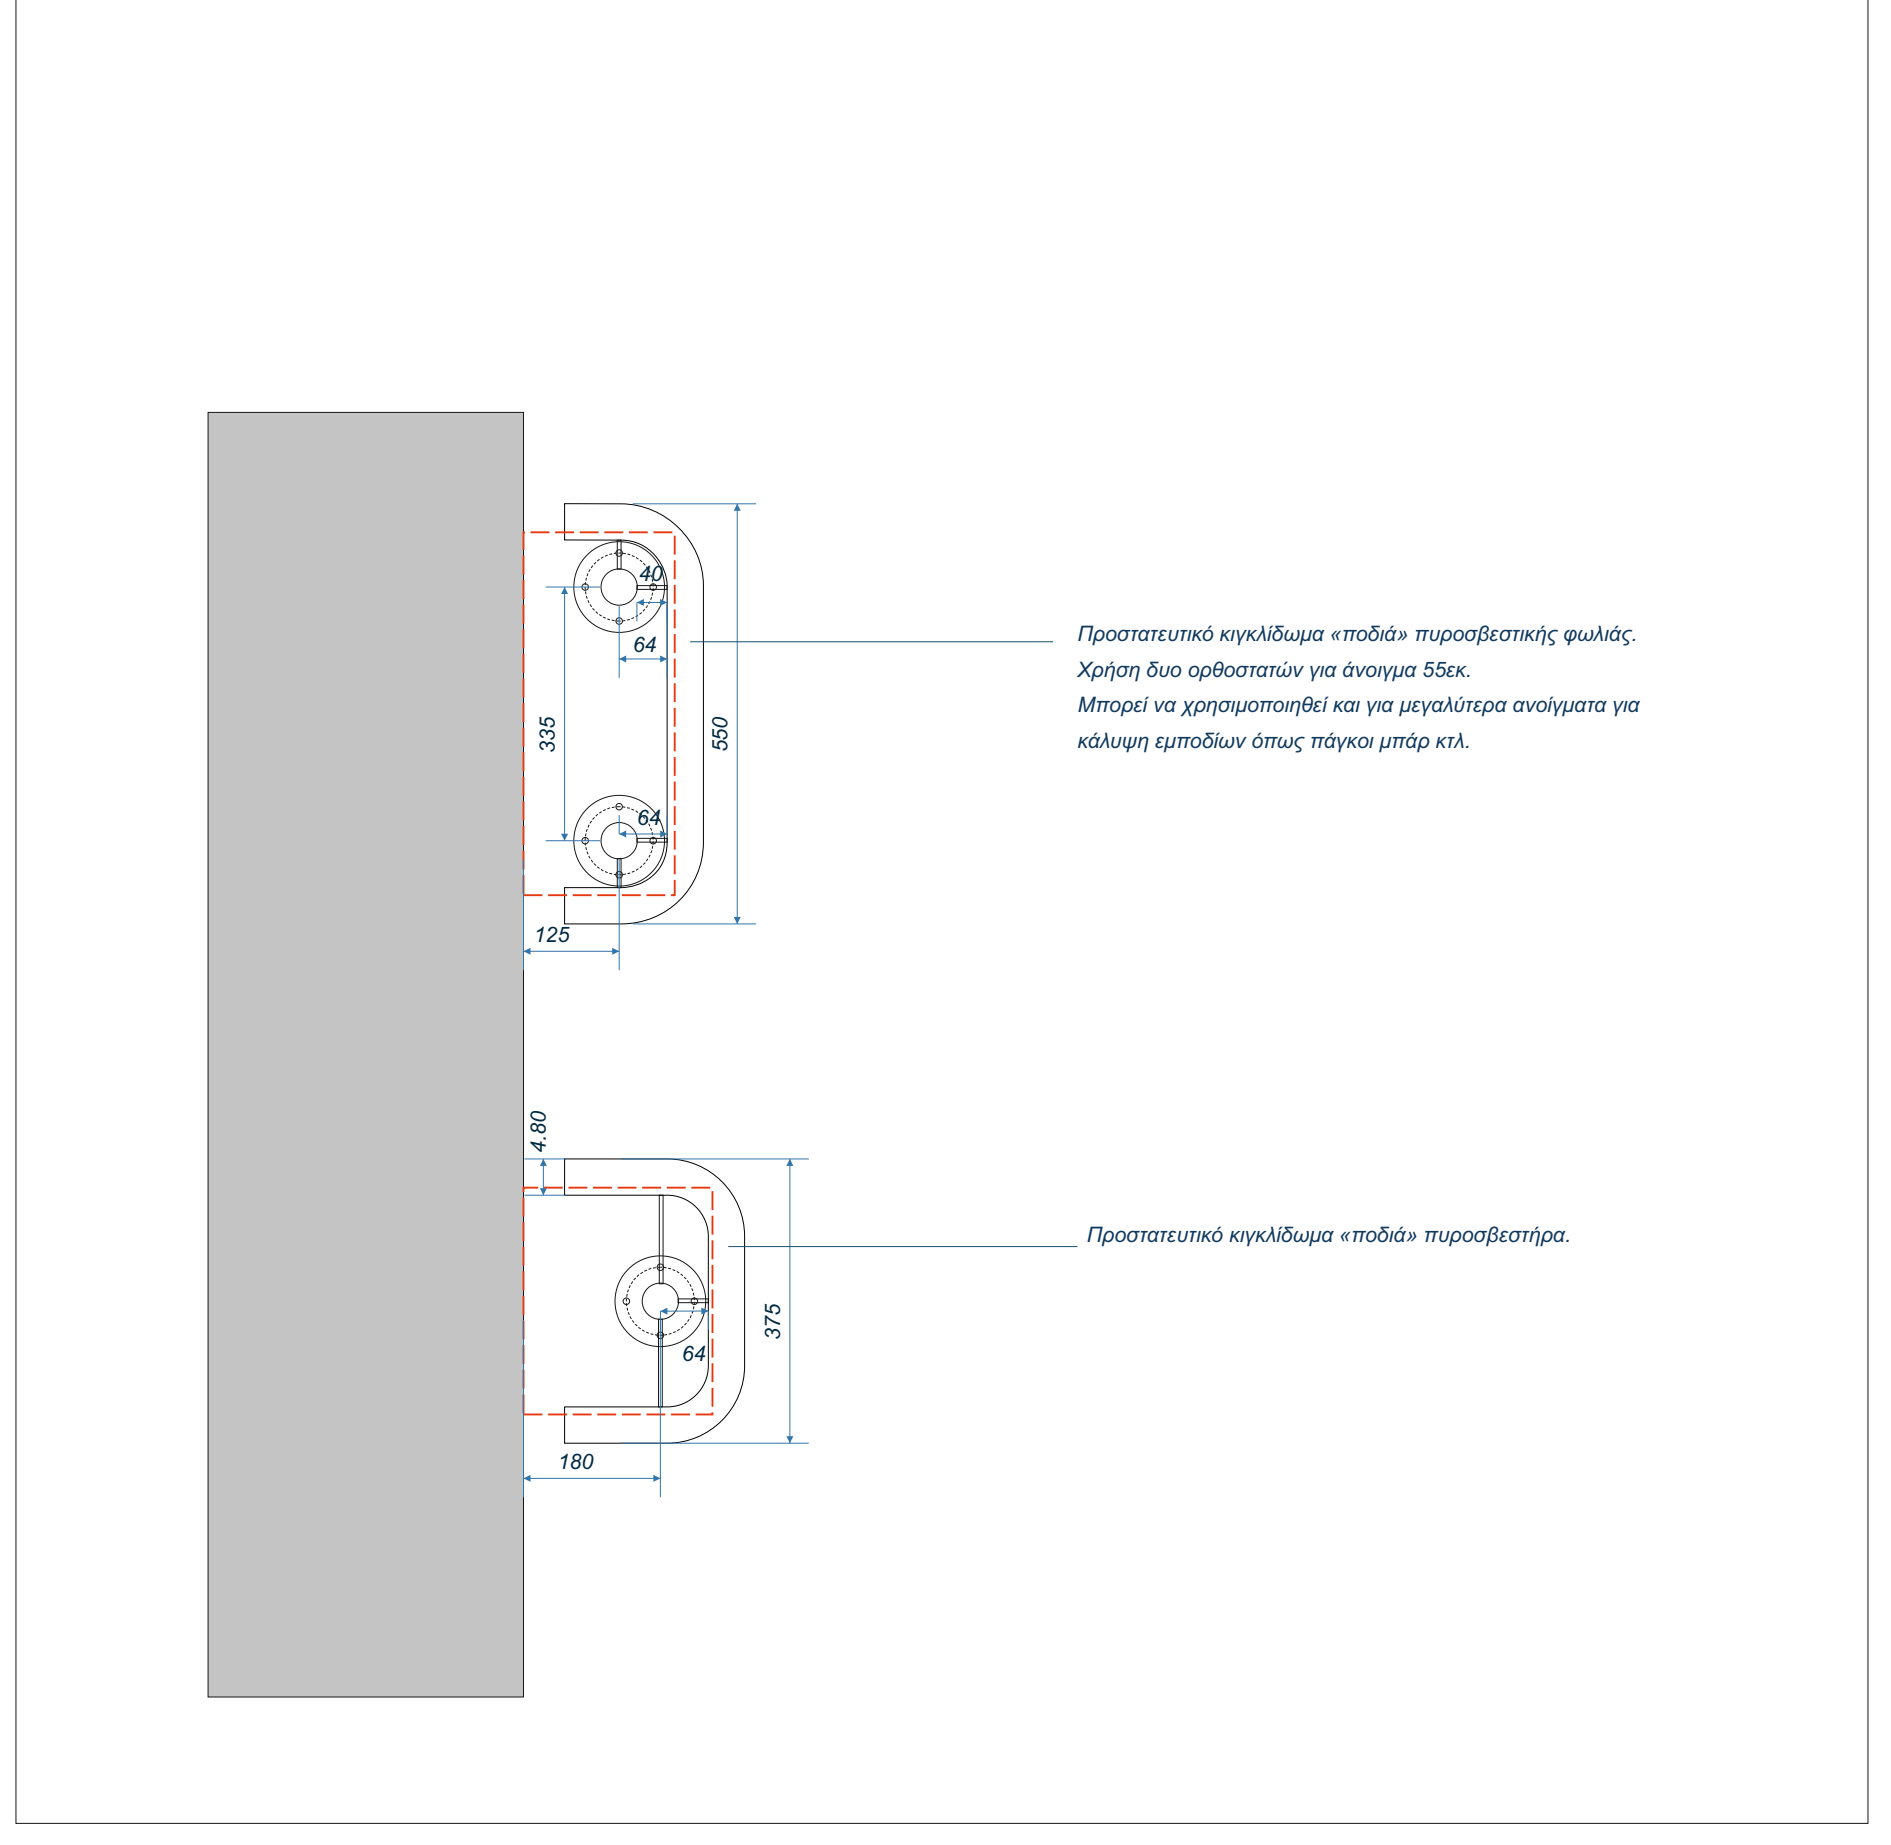 40
64
335
550
64
125
Προστατευτικό κιγκλίδωμα «ποδιά» πυροσβεστικής φωλιάς.
Χρήση δυο ορθοστατών για άνοιγμα 55εκ.
Μπορεί να χρησιμοποιηθεί και για μεγαλύτερα ανοίγματα για
κάλυψη εμποδίων όπως πάγκοι μπάρ κτλ.
4.80
375
64
180
Προστατευτικό κιγκλίδωμα «ποδιά» πυροσβεστήρα.